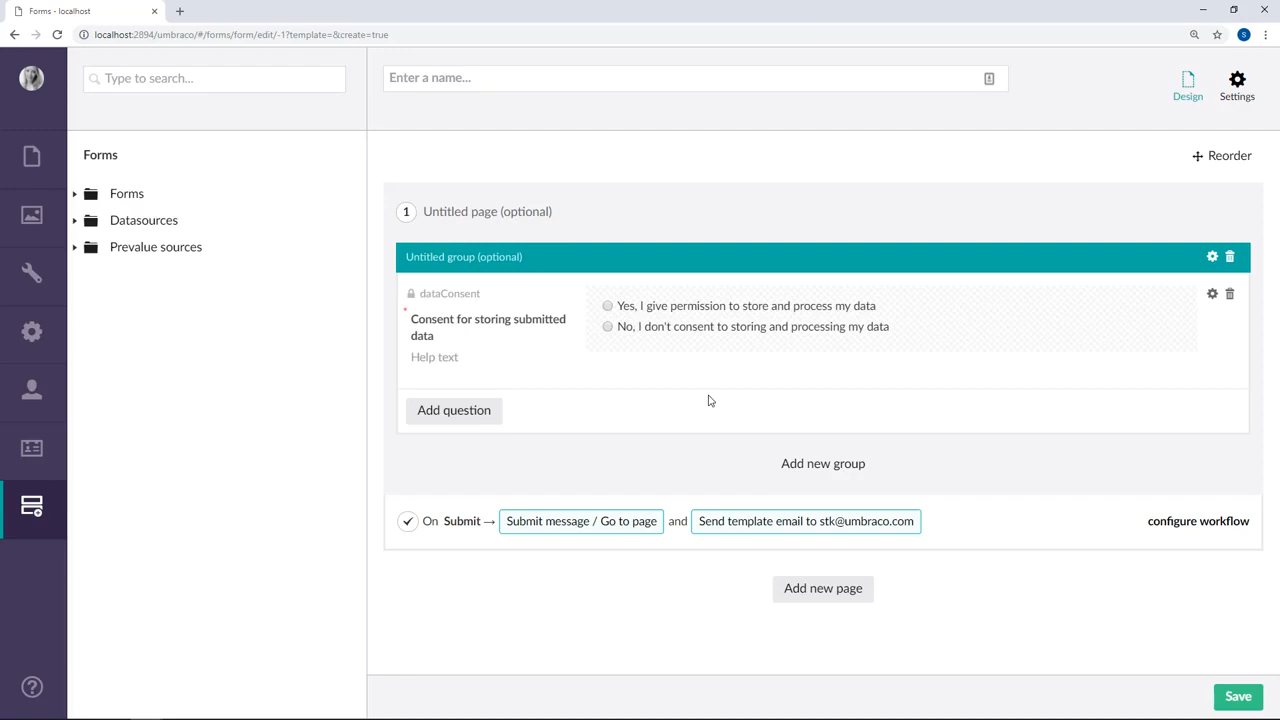 Forms - localhost
localhost:2894/umbraco/#/forms/form/edit/-1?template=&create=true
S
Type to search...
Enter a name...
Design
Settings
Forms
Reorder
Forms
Datasources
Prevalue sources
1 Untitled page (optional)
Untitled group (optional)
dataConsent
* Consent for storing submitted
data
Help text
Yes, I give permission to store and process my data
No, I don't consent to storing and processing my data
Add question
Add new group
On Submit → Submit message / Go to page and Send template email to stk@umbraco.com configure workflow
Add new page
Save